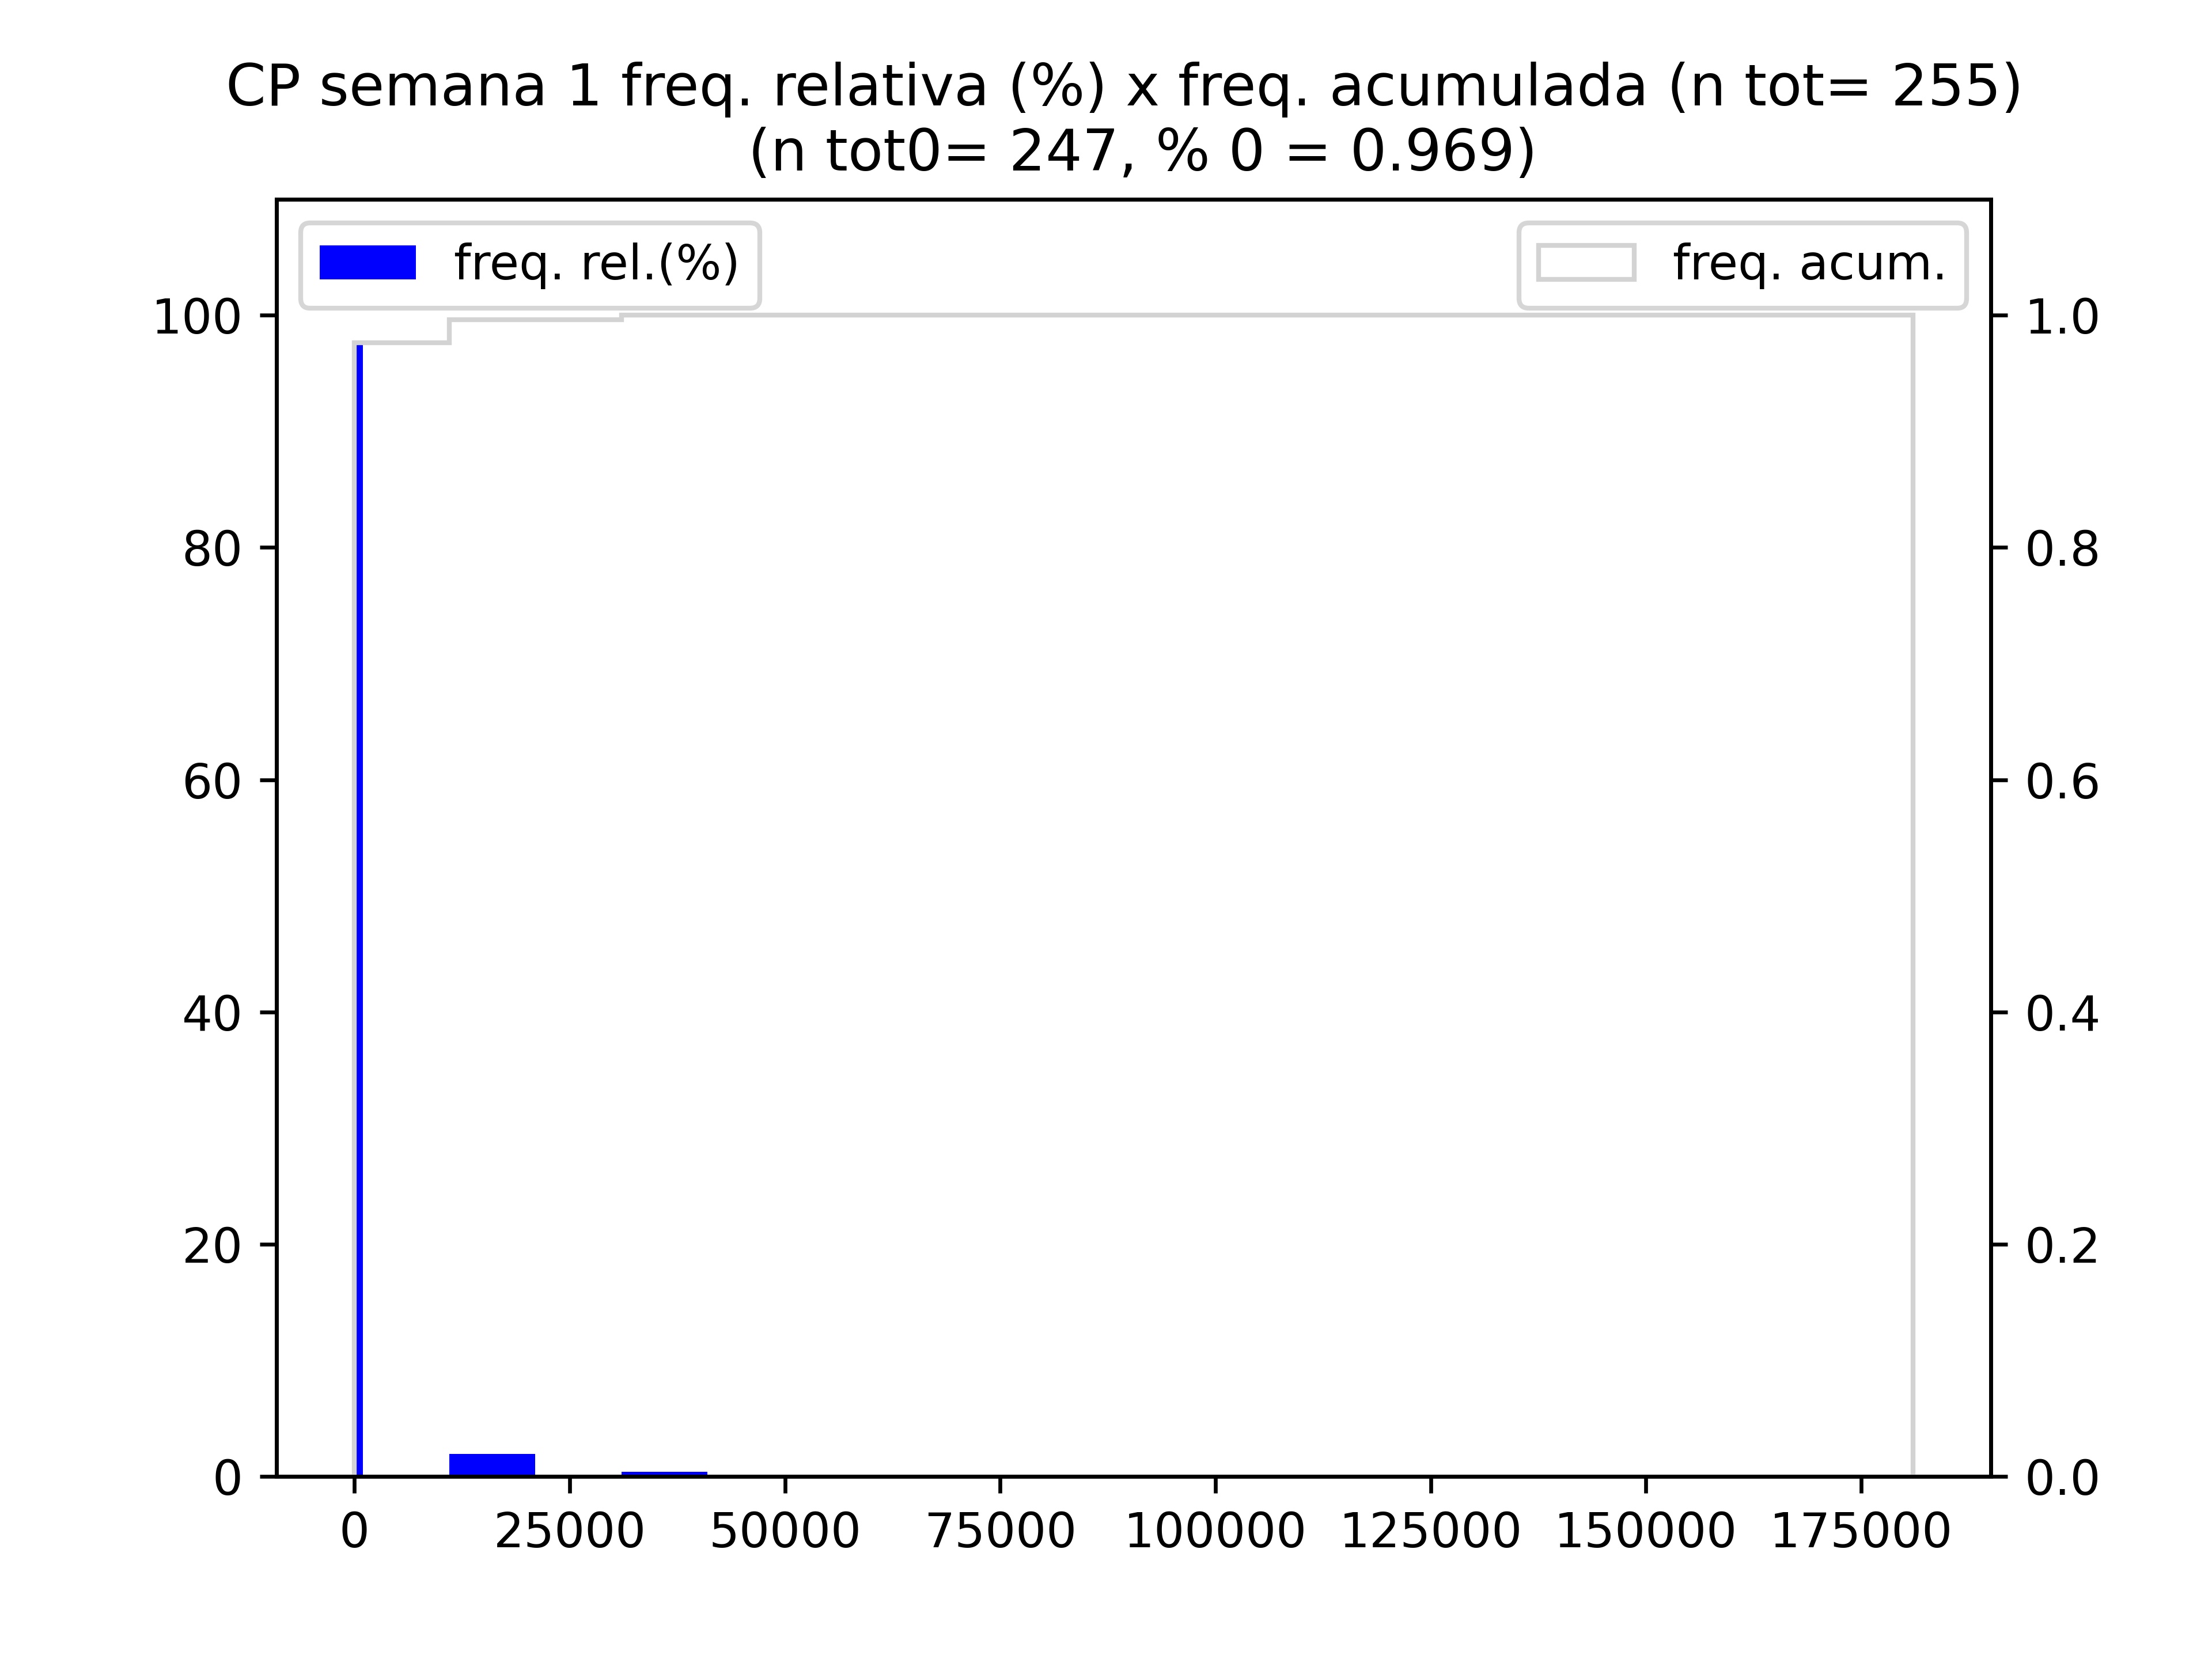 CP semana 1 freq. relativa (%) x freq. acumulada (n tot= 255)
(n tot0= 247, % 0 = 0.969)
freq. rel.(%)
freq. acum.
100
80
60
40
20
0
1.0
0.8
0.6
0.4
0.2
0.0
0 25000 50000 75000 100000 125000 150000 175000